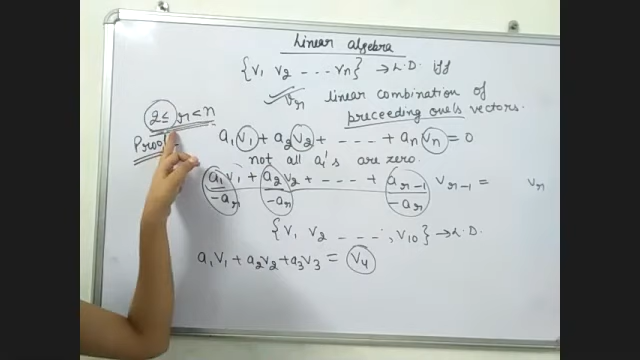 Linear algebra
{v₁ v₂ --- vₙ} → L.D. iff
✓ vᵣ linear combination of
preceeding one's vectors.
2 ≤ r < n
Proof
a₁v₁ + a₂v₂ + ---- + aₙvₙ = 0
not all aᵢ's are zero.
a₁/-aᵣ v₁ + a₂/-aᵣ v₂ + ---- + aᵣ₋₁/-aᵣ vᵣ₋₁ = vᵣ
{v₁ v₂ ----, v₁₀} → L.D.
a₁v₁ + a₂v₂ + a₃v₃ = v₄